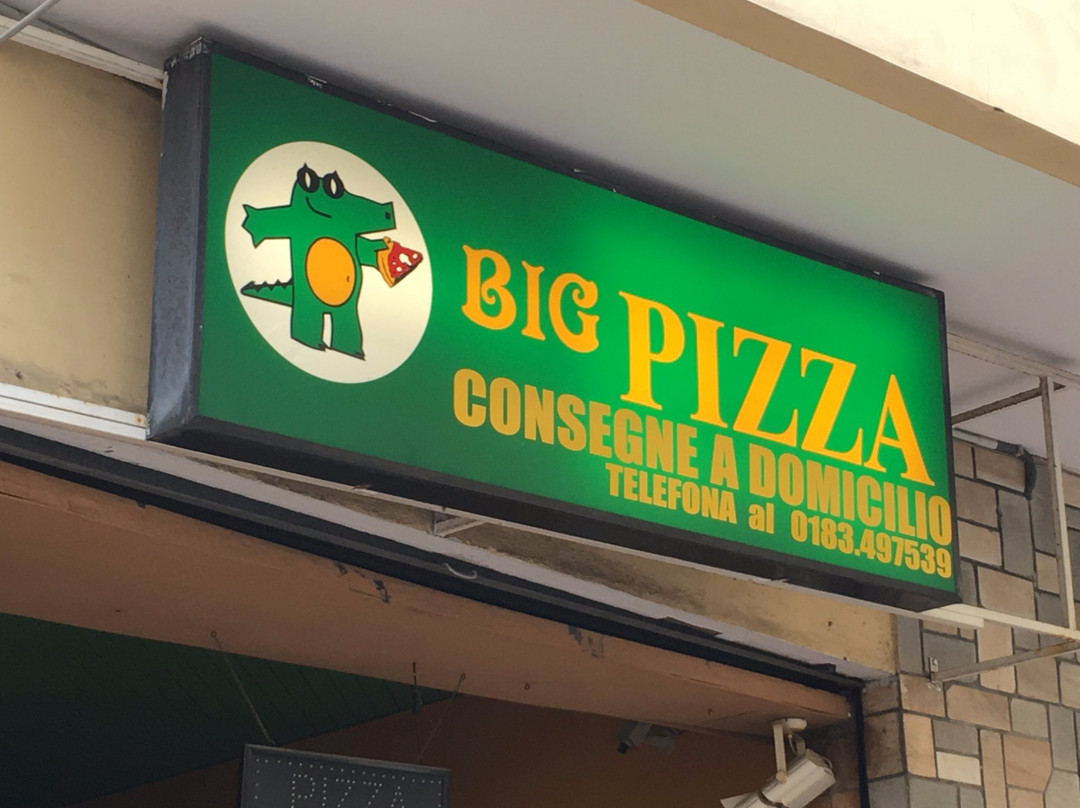 BIG PIZZA
CONSEGNE A DOMICILIO
TELEFONA al 0183.497539
PIZZA